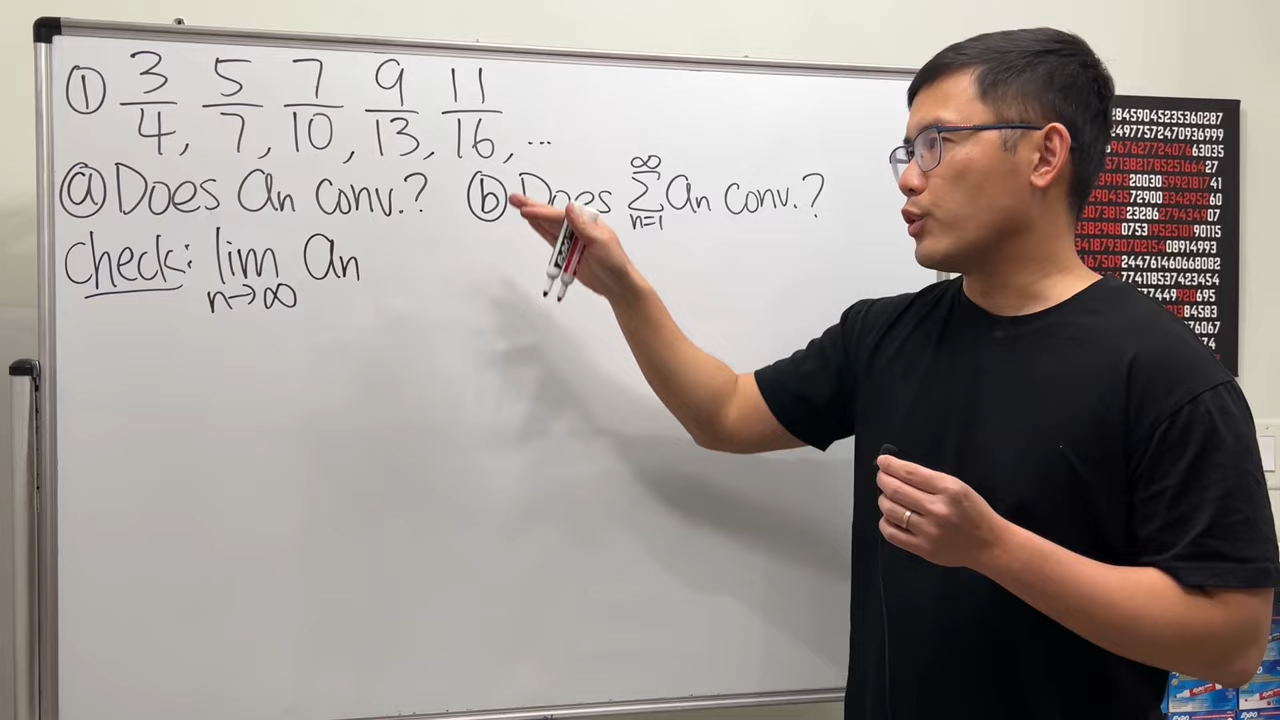 ① 3/4, 5/7, 7/10, 9/13, 11/16, ...
ⓐ Does an conv.? ⓑ Does ∞ Σ n=1 an conv.?
Check: lim n→∞ an